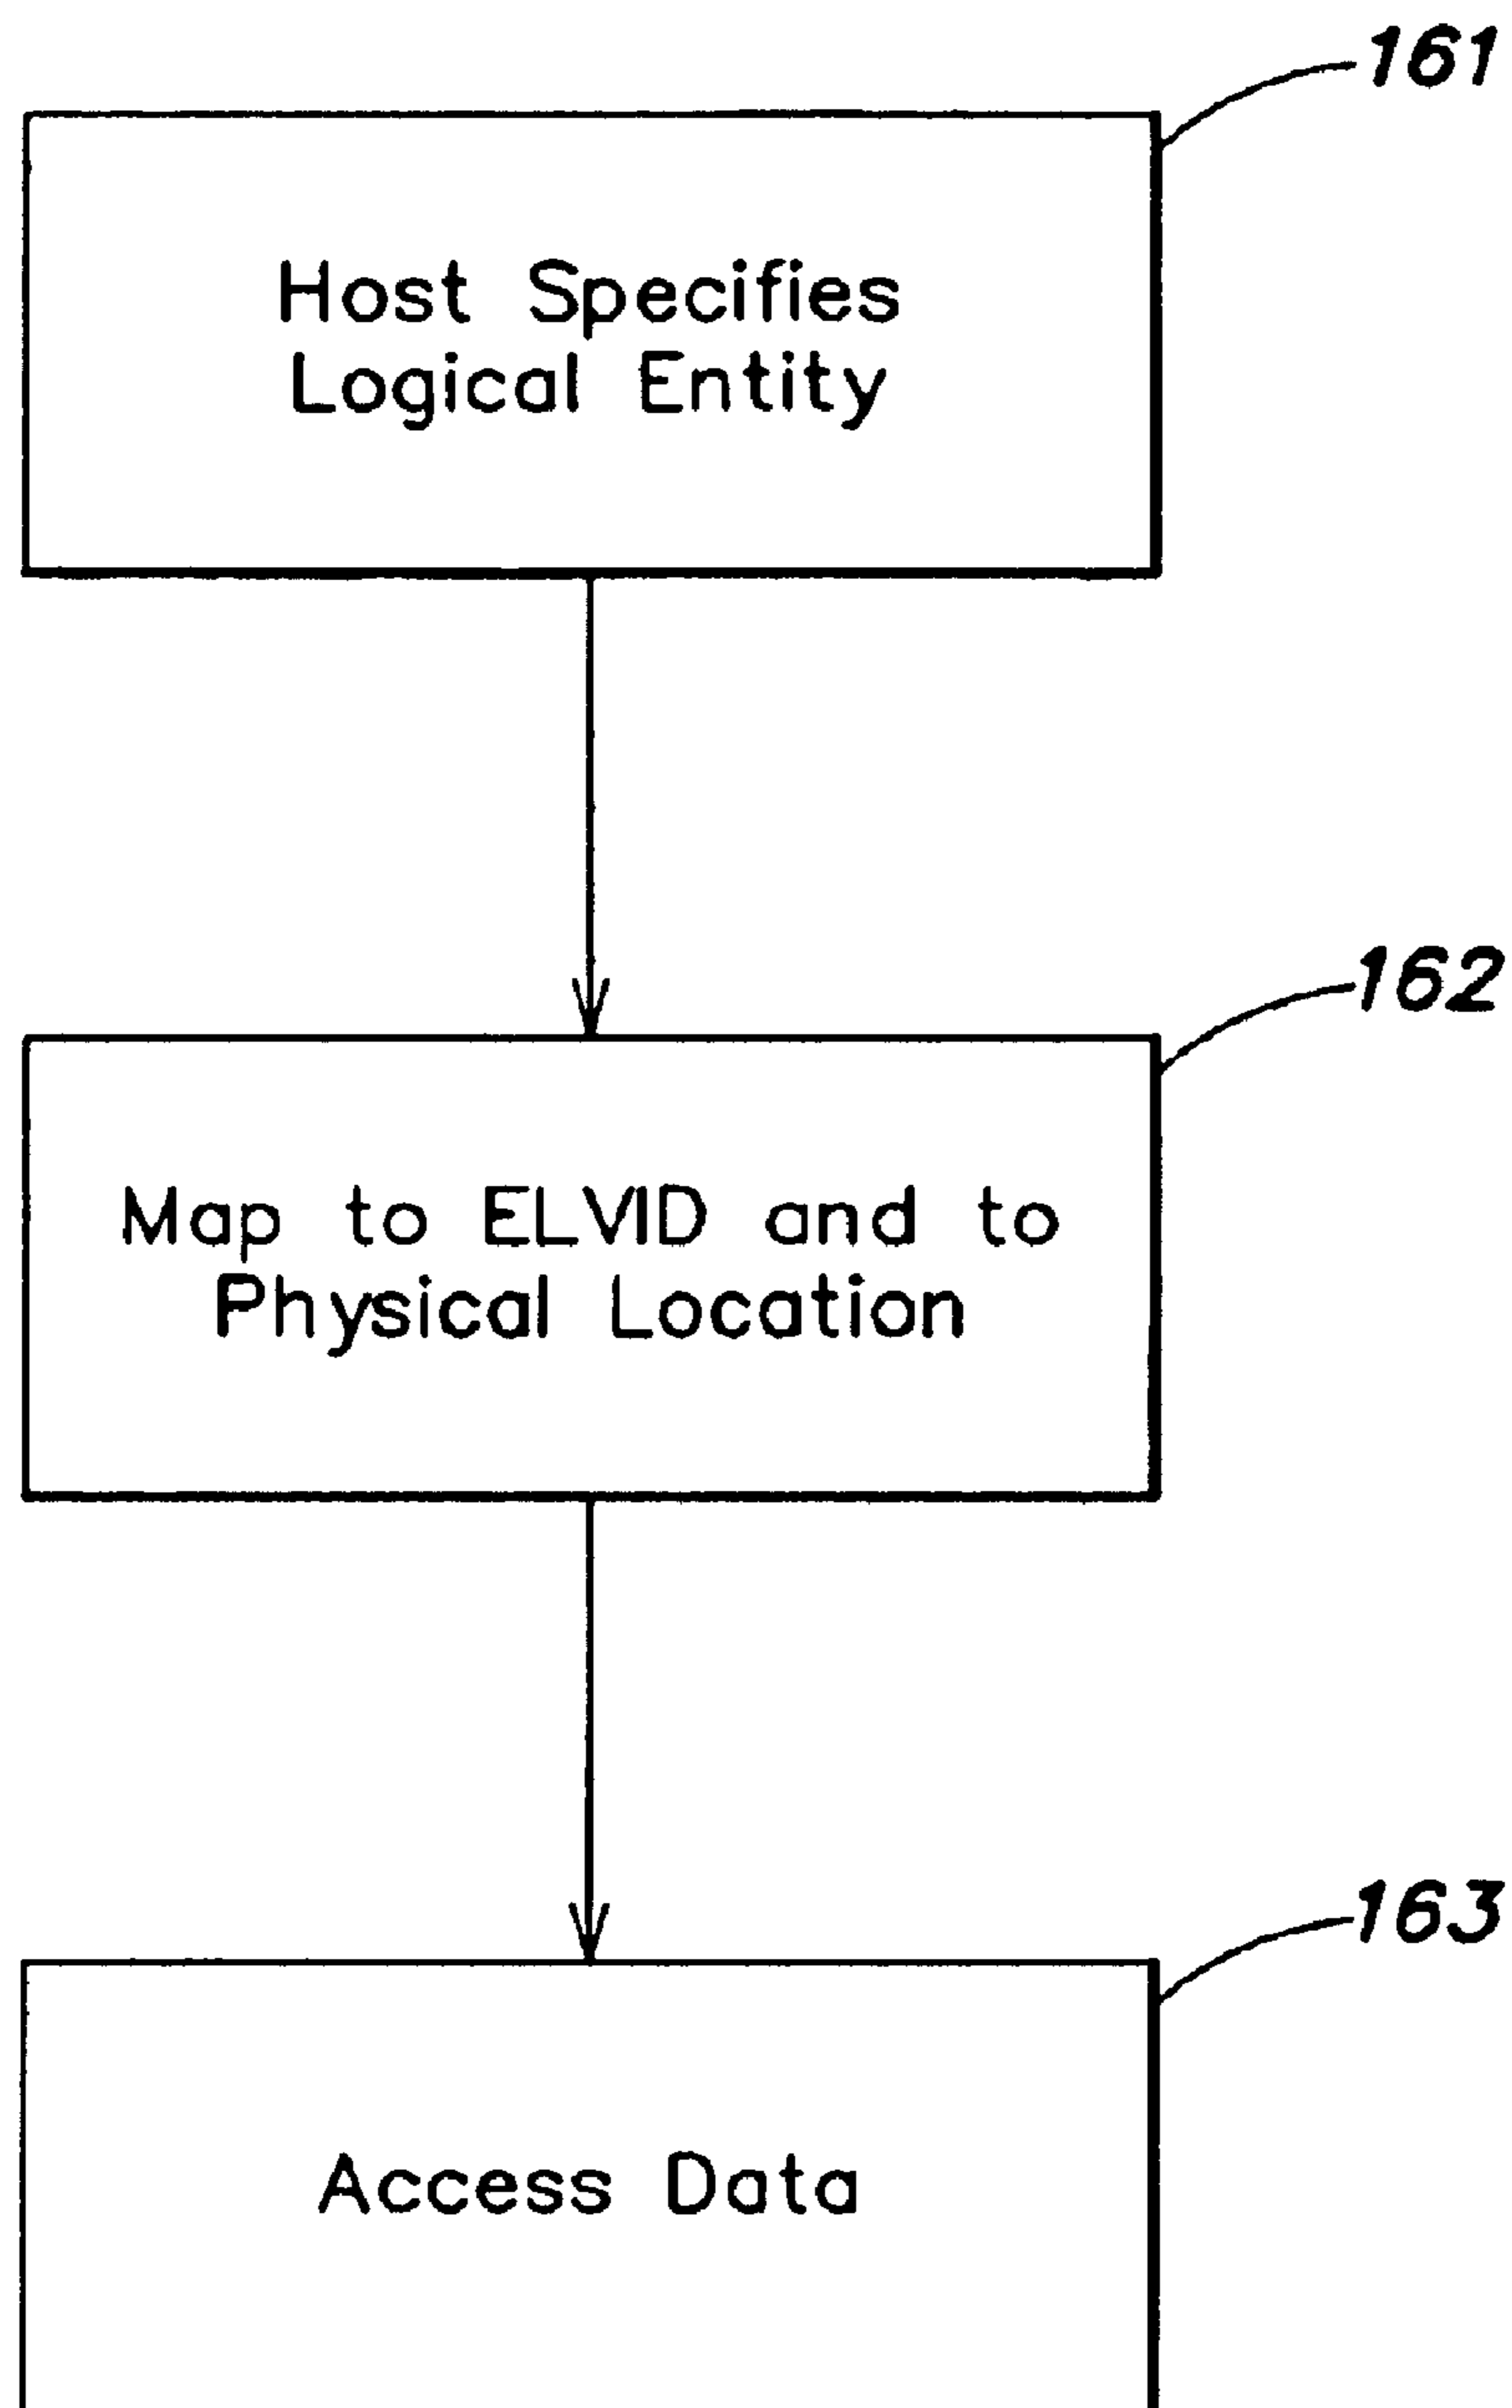 161
Host Specifies
Logical Entity
162
Map to ELVID and to
Physical Location
163
Access Data